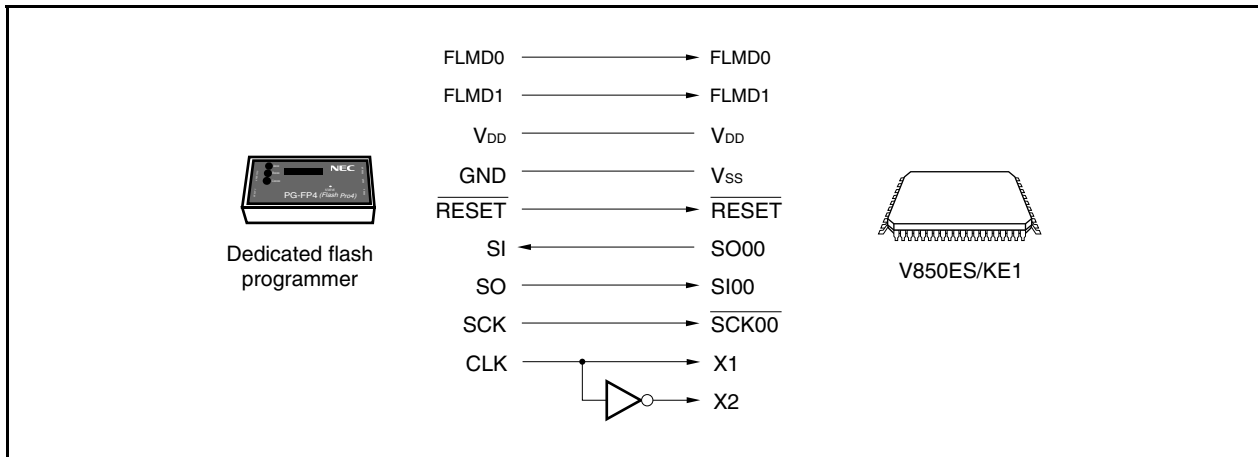 FLMD0 FLMD0
FLMD1 FLMD1
VDD VDD
GND VSS
RESET RESET
SI SO00
SO SI00
SCK SCK00
CLK X1
X2
NEC
PG-FP4 (Flash Pro4)
Dedicated flash
programmer
V850ES/KE1